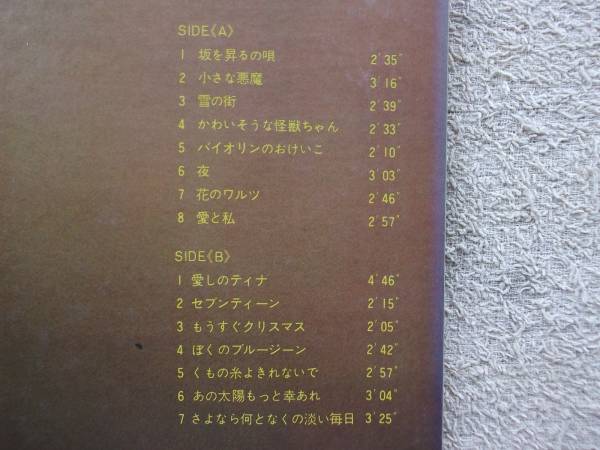 SIDE《A》
1 坂を昇るの唄 2'35"
2 小さな悪魔 3'16"
3 雪の街 2'39"
4 かわいそうな怪獣ちゃん 2'33"
5 バイオリンのおけいこ 2'10"
6 夜 3'03"
7 花のワルツ 2'46"
8 愛と私 2'57"
SIDE《B》
1 愛しのティナ 4'46"
2 セブンティーン 2'15"
3 もうすぐクリスマス 2'05"
4 ぼくのブルージーン 2'42"
5 くもの糸よきれないで 2'57"
6 あの太陽もっと幸あれ 3'04"
7 さよなら何となくの淡い毎日 3'25"